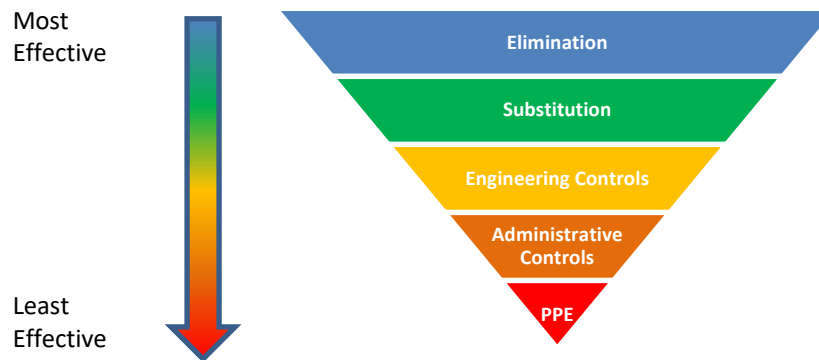 Most
Effective
Elimination
Substitution
Engineering Controls
Administrative
Controls
Least
Effective
PPE